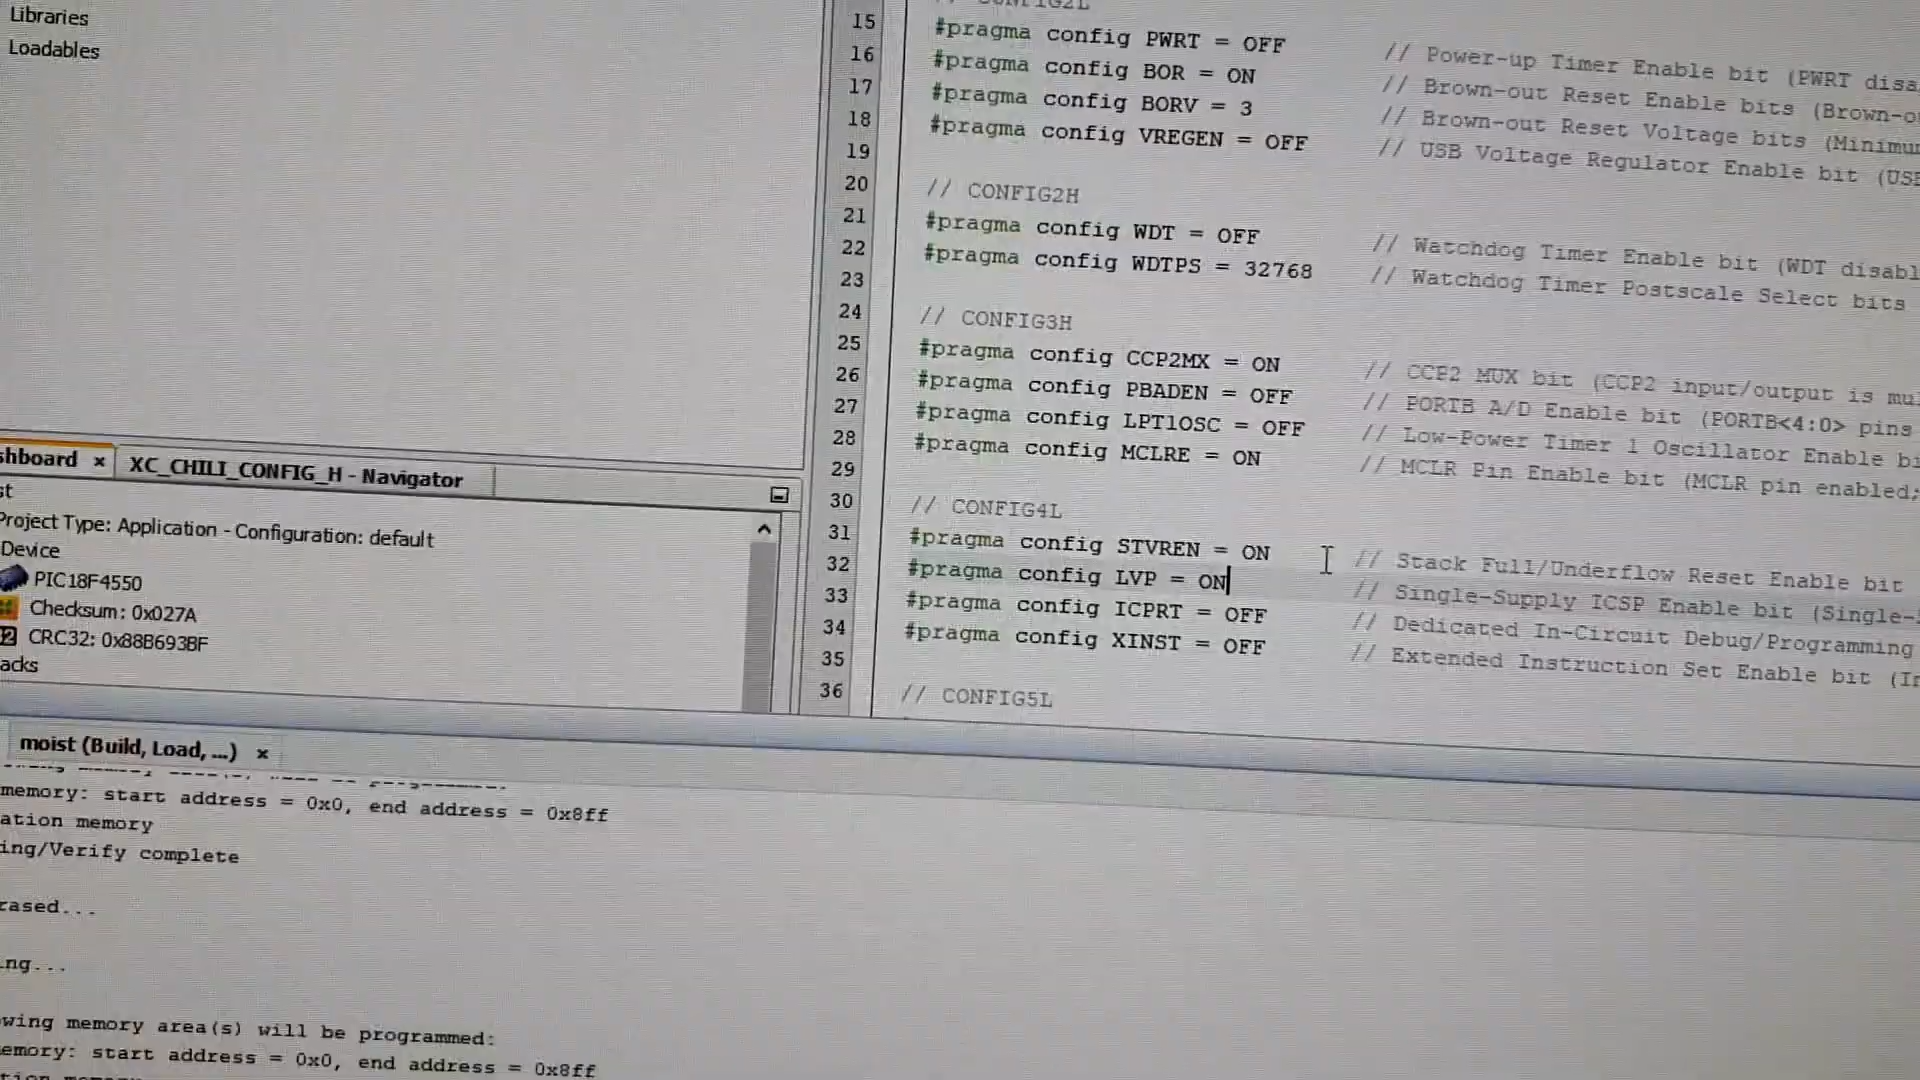 Libraries
Loadables
shboard ×
XC_CHILI_CONFIG_H - Navigator
st
Project Type: Application - Configuration: default
Device
PIC18F4550
Checksum: 0x027A
CRC32: 0x88B693BF
acks
15
16
17
18
19
20
21
22
23
24
25
26
27
28
29
30
31
32
33
34
35
36
// CONFIG2L
#pragma config PWRT = OFF // Power-up Timer Enable bit (PWRT disa
#pragma config BOR = ON // Brown-out Reset Enable bits (Brown-o
#pragma config BORV = 3 // Brown-out Reset Voltage bits (Minimu
#pragma config VREGEN = OFF // USB Voltage Regulator Enable bit (USB
// CONFIG2H
#pragma config WDT = OFF // Watchdog Timer Enable bit (WDT disabl
#pragma config WDTPS = 32768 // Watchdog Timer Postscale Select bits
// CONFIG3H
#pragma config CCP2MX = ON // CCP2 MUX bit (CCP2 input/output is mul
#pragma config PBADEN = OFF // PORTB A/D Enable bit (PORTB<4:0> pins
#pragma config LPT1OSC = OFF // Low-Power Timer 1 Oscillator Enable bi
#pragma config MCLRE = ON // MCLR Pin Enable bit (MCLR pin enabled;
// CONFIG4L
#pragma config STVREN = ON // Stack Full/Underflow Reset Enable bit
#pragma config LVP = ON // Single-Supply ICSP Enable bit (Single-
#pragma config ICPRT = OFF // Dedicated In-Circuit Debug/Programming
#pragma config XINST = OFF // Extended Instruction Set Enable bit (In
// CONFIG5L
moist (Build, Load, ...) ×
memory: start address = 0x0, end address = 0x8ff
ation memory
ing/Verify complete
rased...
ng...
wing memory area(s) will be programmed:
emory: start address = 0x0, end address = 0x8ff